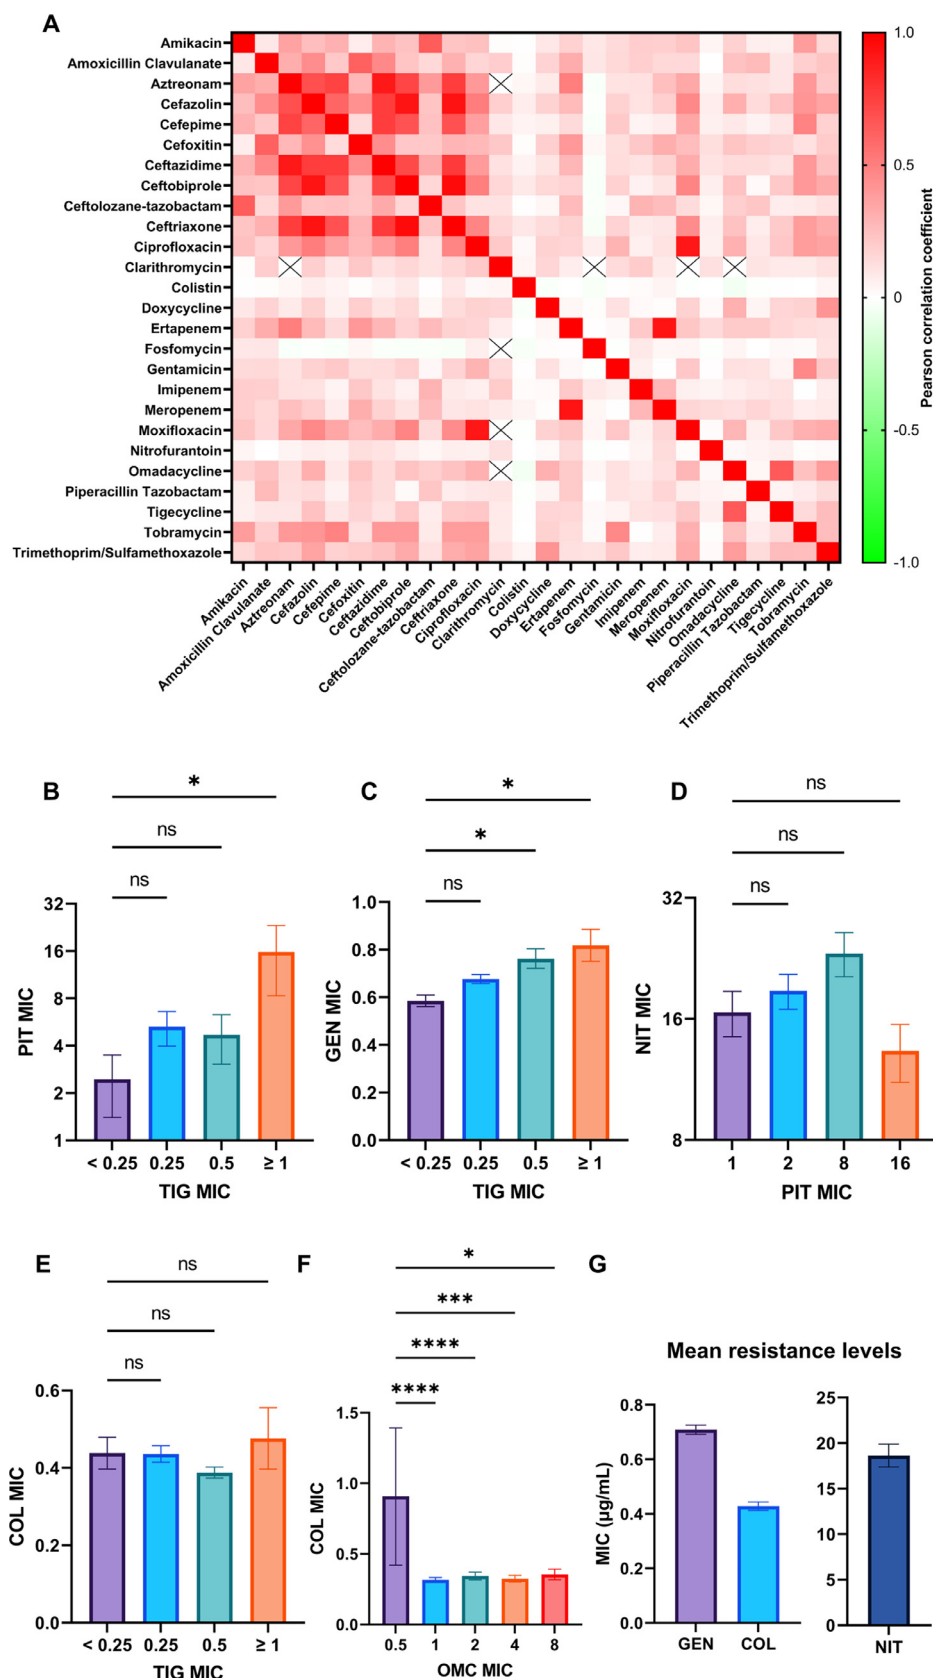 A
Amikacin
Amoxicillin Clavulanate
Aztreonam
Cefazolin
Cefepime
Cefoxitin
Ceftazidime
Ceftobiprole
Ceftolozane-tazobactam
Ceftriaxone
Ciprofloxacin
Clarithromycin
Colistin
Doxycycline
Ertapenem
Fosfomycin
Gentamicin
Imipenem
Meropenem
Moxifloxacin
Nitrofurantoin
Omadacycline
Piperacillin Tazobactam
Tigecycline
Tobramycin
Trimethoprim/Sulfamethoxazole
Amikacin
Amoxicillin Clavulanate
Aztreonam
Cefazolin
Cefepime
Cefoxitin
Ceftazidime
Ceftobiprole
Ceftolozane-tazobactam
Ceftriaxone
Ciprofloxacin
Clarithromycin
Colistin
Doxycycline
Ertapenem
Fosfomycin
Gentamicin
Imipenem
Meropenem
Moxifloxacin
Nitrofurantoin
Omadacycline
Piperacillin Tazobactam
Tigecycline
Tobramycin
Trimethoprim/Sulfamethoxazole
1.0
0.5
0
-0.5
-1.0
Pearson correlation coefficient
B
*
ns
ns
32
16
8
4
2
1
PIT MIC
< 0.25 0.25 0.5 ≥ 1
TIG MIC
C
*
*
ns
1.0
0.8
0.6
0.4
0.2
0.0
GEN MIC
< 0.25 0.25 0.5 ≥ 1
TIG MIC
D
ns
ns
ns
32
16
8
NIT MIC
1 2 8 16
PIT MIC
E
ns
ns
ns
0.6
0.4
0.2
0.0
COL MIC
< 0.25 0.25 0.5 ≥ 1
TIG MIC
F
*
***
****
****
1.5
1.0
0.5
0.0
COL MIC
0.5 1 2 4 8
OMC MIC
G
Mean resistance levels
0.8
0.6
0.4
0.2
0.0
MIC (µg/mL)
GEN COL
25
20
15
10
5
0
NIT